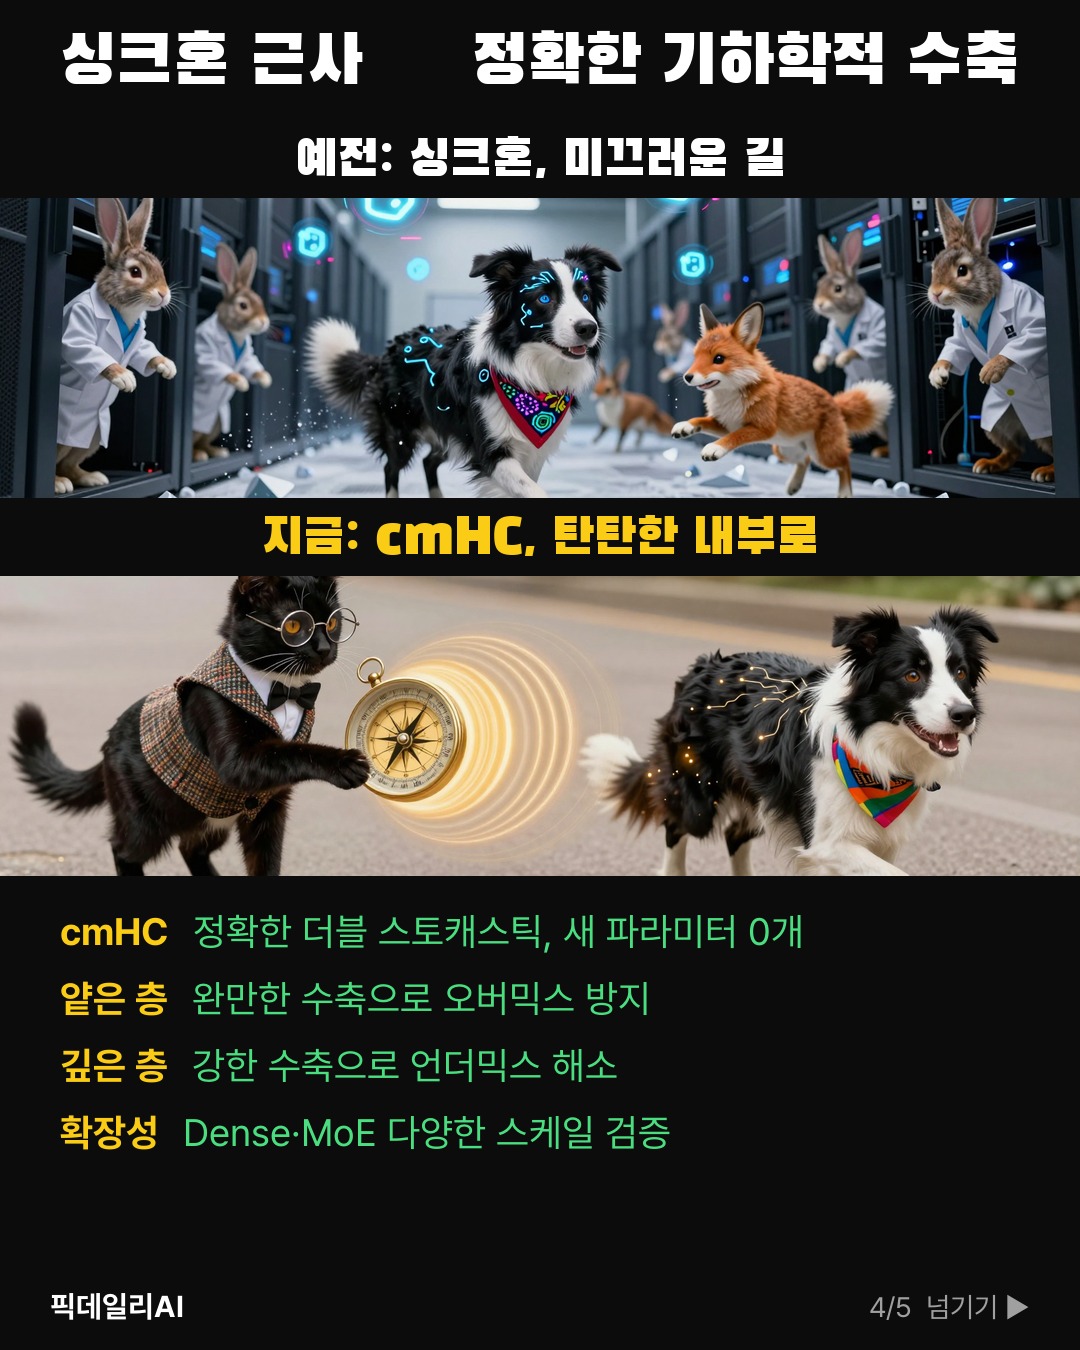 싱크혼 근사 정확한 기하학적 수축
예전: 싱크혼, 미끄러운 길
지금: cmHC, 탄탄한 내부로
cmHC 정확한 더블 스토캐스틱, 새 파라미터 0개
얕은 층 완만한 수축으로 오버믹스 방지
깊은 층 강한 수축으로 언더믹스 해소
확장성 Dense·MoE 다양한 스케일 검증
픽데일리AI
4/5 넘기기 ▶